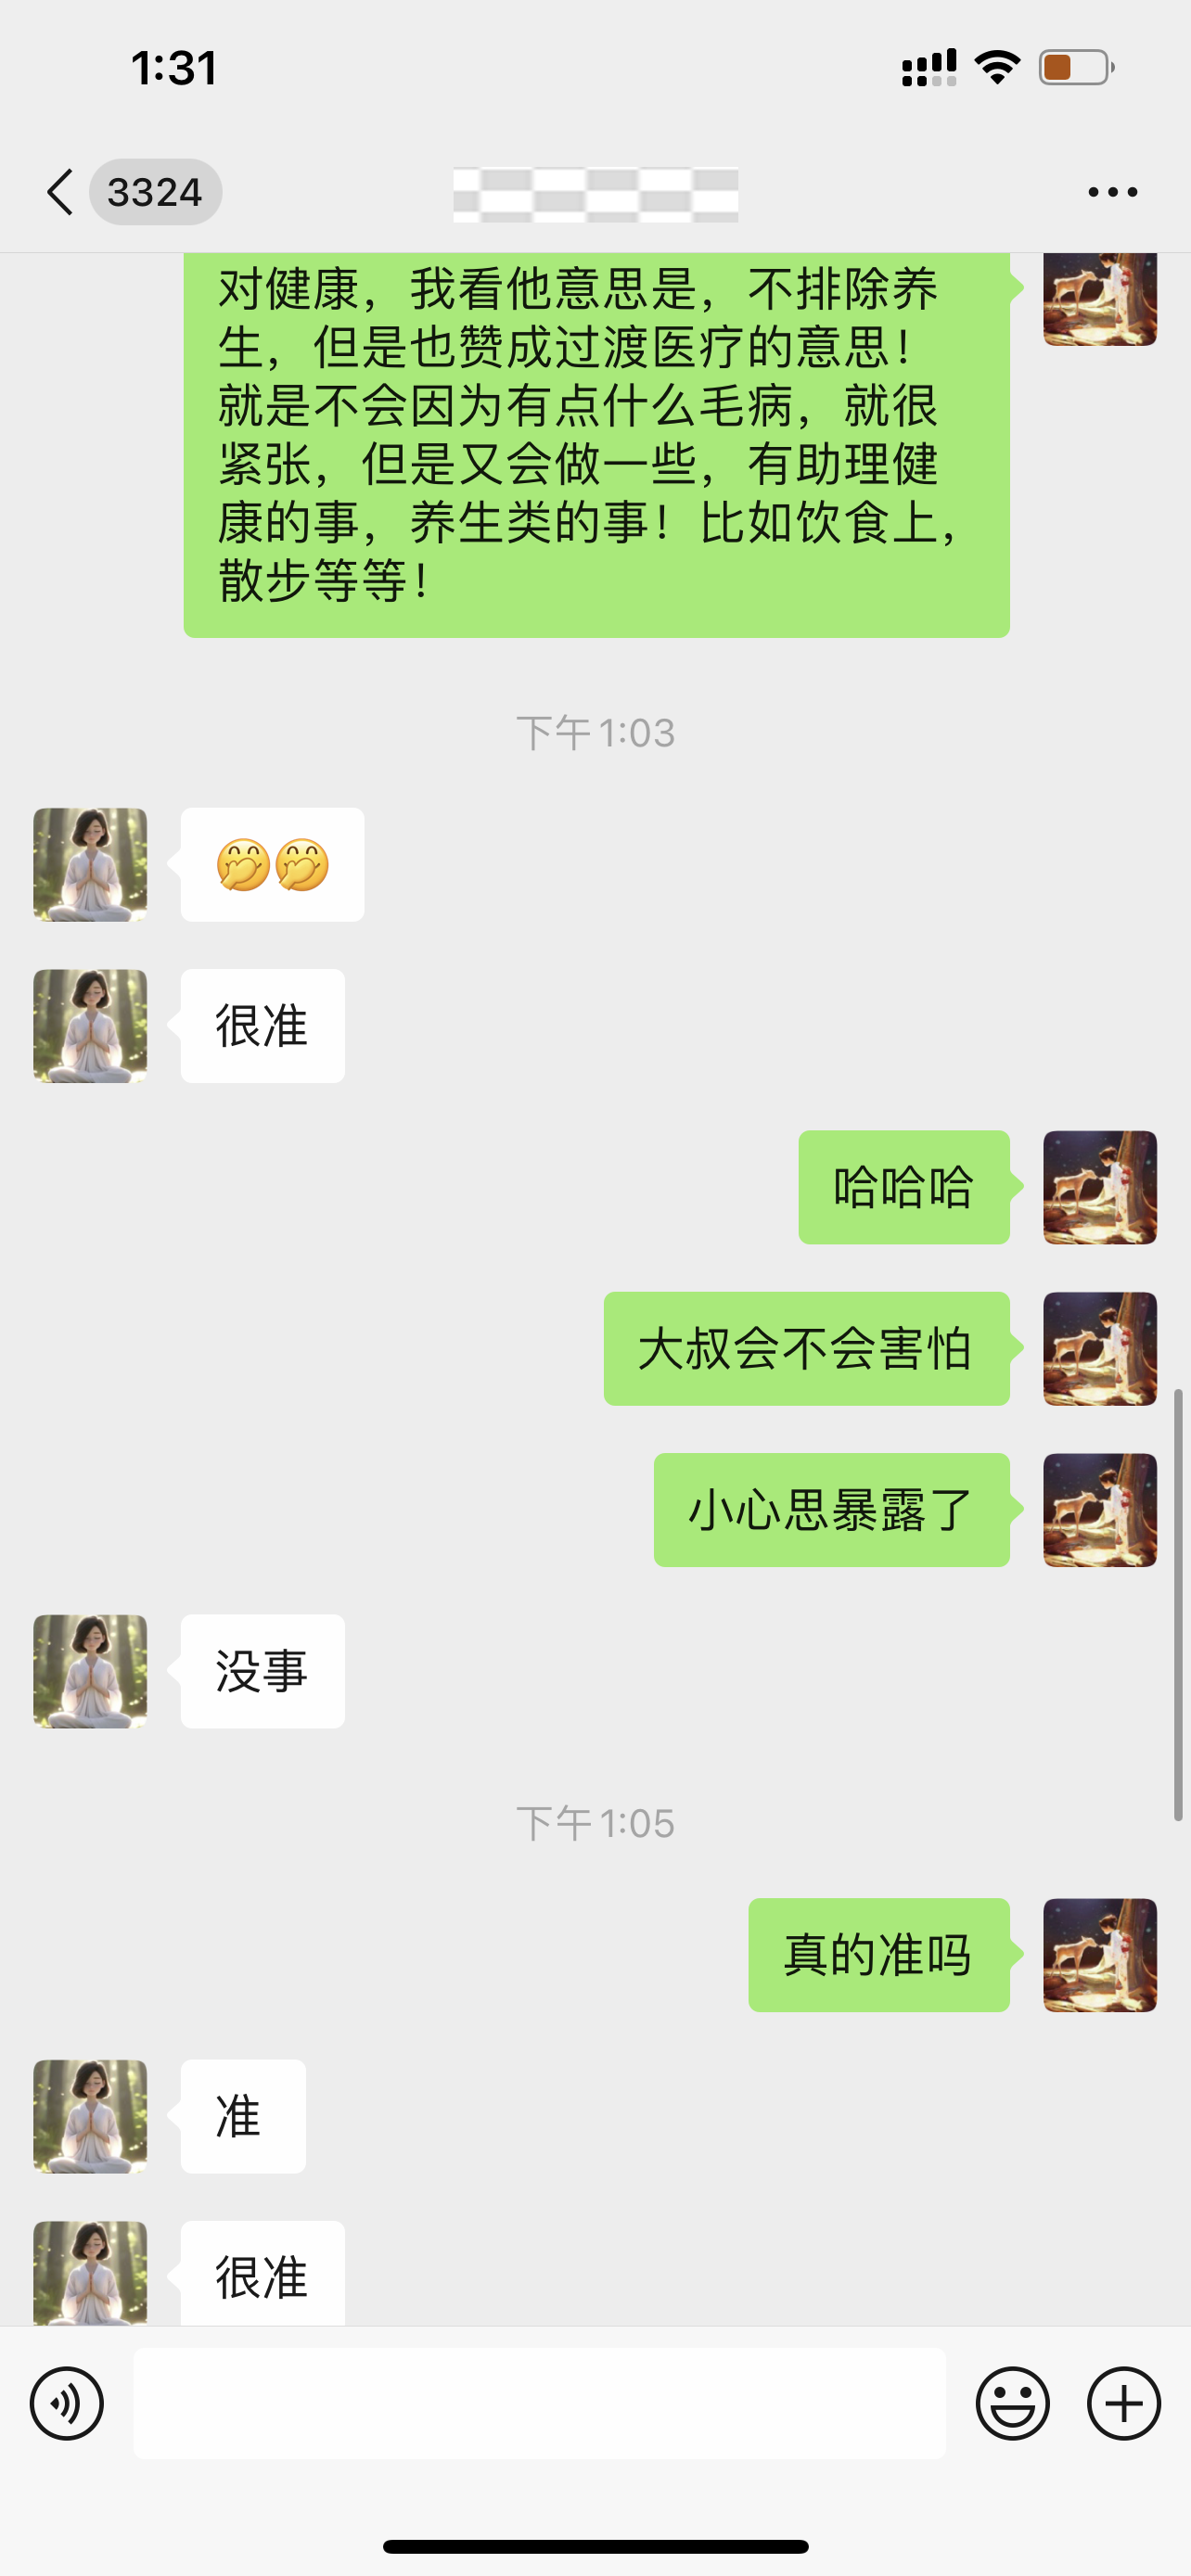 1:31
3324
对健康，我看他意思是，不排除养
生，但是也赞成过渡医疗的意思！
就是不会因为有点什么毛病，就很
紧张，但是又会做一些，有助理健
康的事，养生类的事！比如饮食上，
散步等等！
下午1:03
🤭🤭
很准
哈哈哈
大叔会不会害怕
小心思暴露了
没事
下午1:05
真的准吗
准
很准